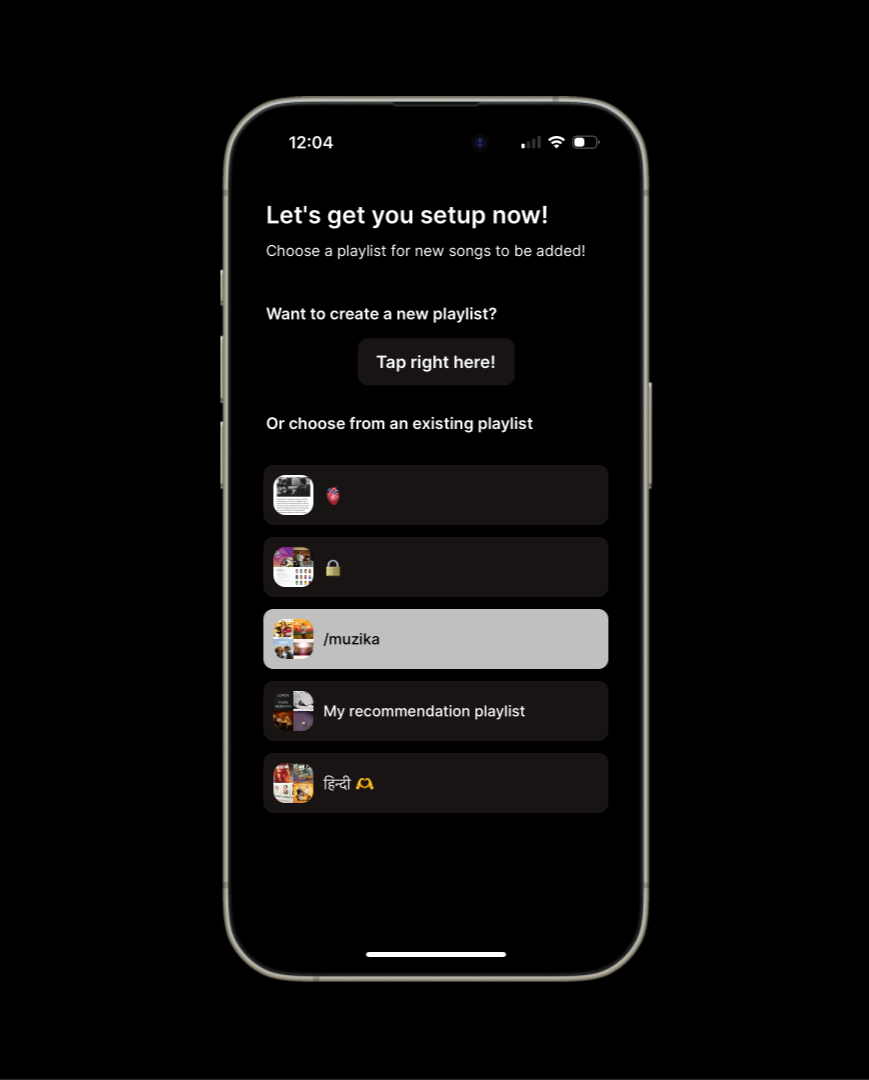 12:04
Let's get you setup now!
Choose a playlist for new songs to be added!
Want to create a new playlist?
Tap right here!
Or choose from an existing playlist
🫀
🔒
/muzika
My recommendation playlist
हिन्दी 🫶